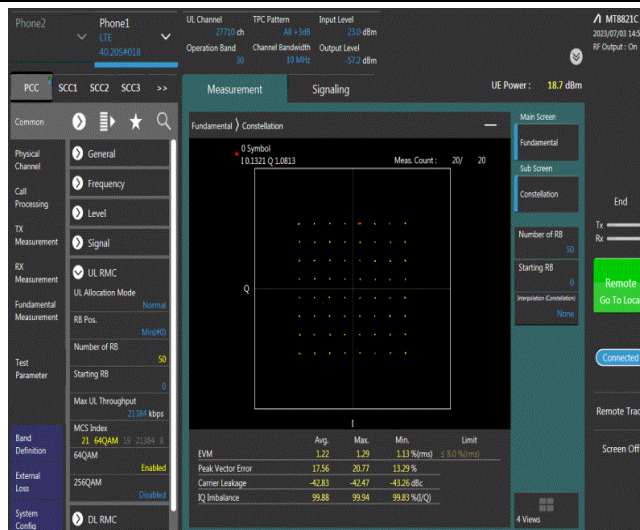 Phone2
Phone1
LTE
40.20S#018
UL Channel
27710 ch
TPC Pattern
All +3dB
Input Level
23.0 dBm
Operation Band
30
Channel Bandwidth
10 MHz
Output Level
-57.2 dBm
MT8821C
2023/07/03 14:5
RF Output : On
PCC
SCC1
SCC2
SCC3
>>
Measurement
Signaling
UE Power :
18.7 dBm
Common
Physical
Channel
Call
Processing
TX
Measurement
RX
Measurement
Fundamental
Measurement
Test
Parameter
Band
Definition
External
Loss
System
Config
General
Frequency
Level
Signal
UL RMC
UL Allocation Mode
Normal
RB Pos.
Min(#0)
Number of RB
50
Starting RB
0
Max UL Throughput
21384 kbps
MCS Index
21 64QAM 19 21384 8
64QAM
Enabled
256QAM
Disabled
DL RMC
Fundamental 〉 Constellation
0 Symbol
I 0.1321 Q 1.0813
Meas. Count : 20/ 20
Q
I
Avg. Max. Min. Limit
EVM 1.22 1.29 1.13 %(rms) ≤ 8.0 %(rms)
Peak Vector Error 17.56 20.77 13.29 %
Carrier Leakage -42.83 -42.47 -43.26 dBc
IQ Imbalance 99.88 99.94 99.83 %(I/Q)
Main Screen
Fundamental
Sub Screen
Constellation
Number of RB
50
Starting RB
0
Interpolation (Constellation)
None
4 Views
End
Tx
Rx
Remote
Go To Loca
Connected
Remote Trac
Screen Off